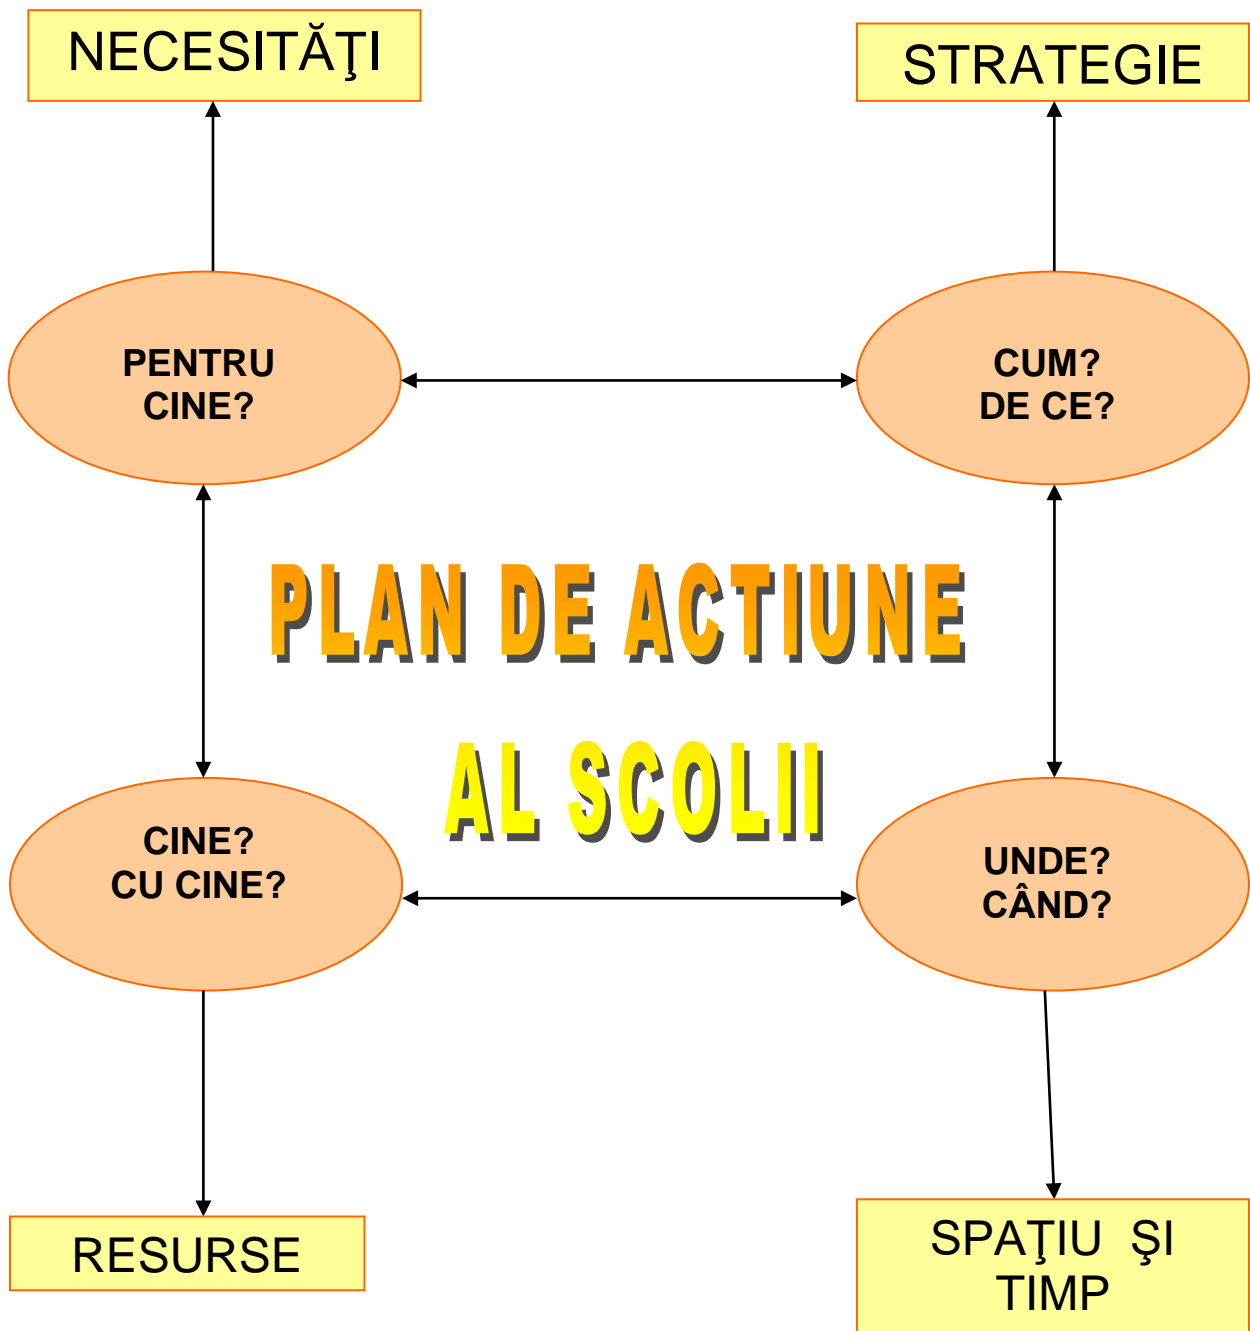 NECESITĂŢI
STRATEGIE
PENTRU
CINE?
CUM?
DE CE?
PLAN DE ACTIUNE
AL SCOLII
CINE?
CU CINE?
UNDE?
CÂND?
RESURSE
SPAŢIU ŞI
TIMP